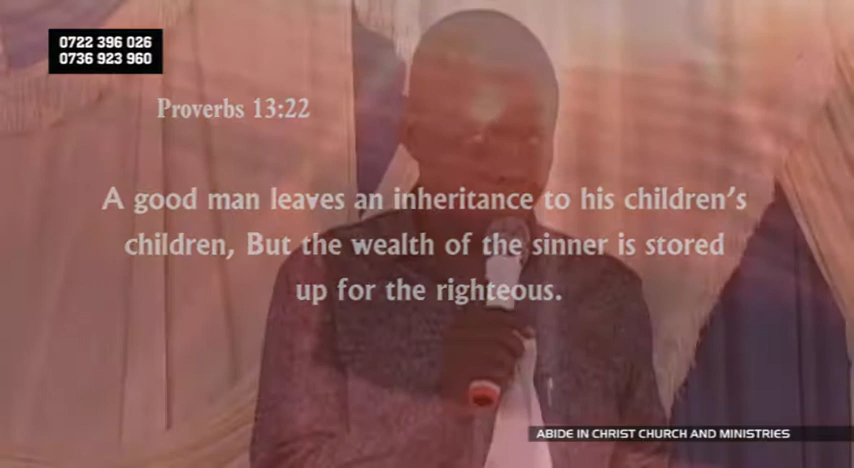 0722 396 026
0736 923 960
Proverbs 13:22
A good man leaves an inheritance to his children's
children, But the wealth of the sinner is stored
up for the righteous.
ABIDE IN CHRIST CHURCH AND MINISTRIES